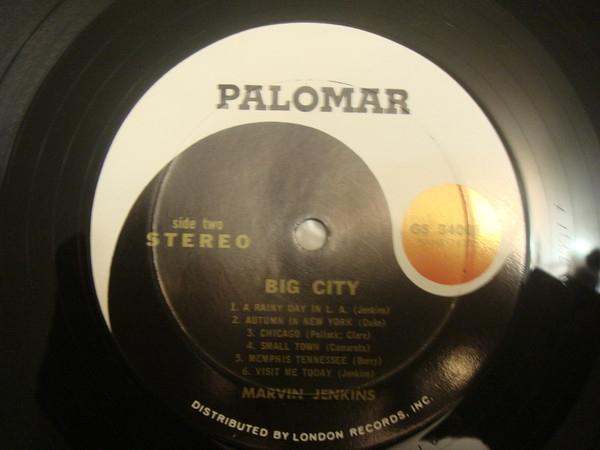 PALOMAR
side two
STEREO
BIG CITY
1. A RAINY DAY IN L. A. (Jenkins)
2. AUTUMN IN NEW YORK (Duke)
3. CHICAGO (Pollack; Clare)
4. SMALL TOWN (Camarata)
5. MEMPHIS TENNESSEE (Berry)
6. VISIT ME TODAY (Jenkins)
MARVIN JENKINS
DISTRIBUTED BY LONDON RECORDS, INC.